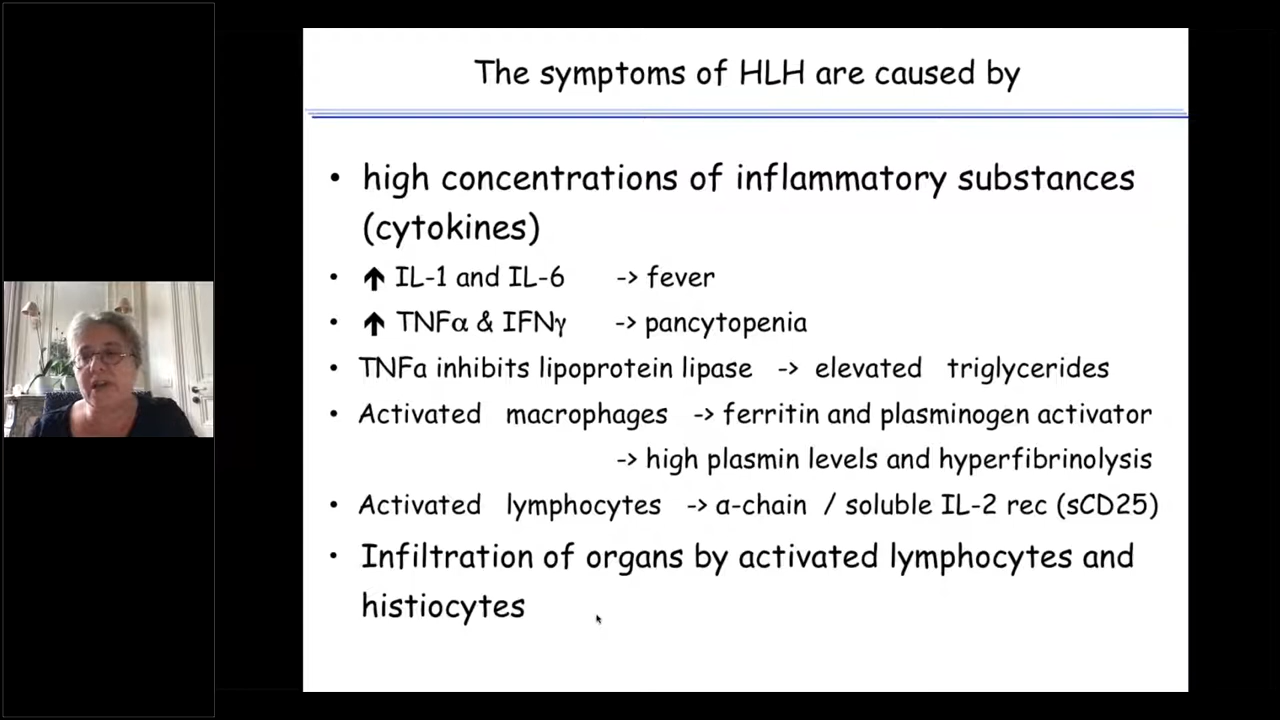 The symptoms of HLH are caused by
• high concentrations of inflammatory substances
(cytokines)
• ↑ IL-1 and IL-6 -> fever
• ↑ TNFα & IFNγ -> pancytopenia
• TNFα inhibits lipoprotein lipase -> elevated triglycerides
• Activated macrophages -> ferritin and plasminogen activator
-> high plasmin levels and hyperfibrinolysis
• Activated lymphocytes -> α-chain / soluble IL-2 rec (sCD25)
• Infiltration of organs by activated lymphocytes and
histiocytes